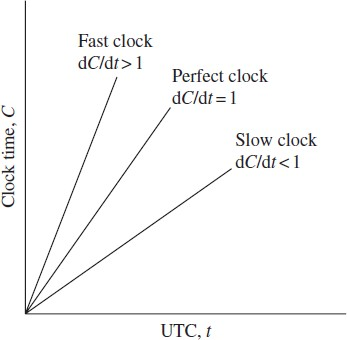 Fast clock
dC/dt > 1
Perfect clock
dC/dt = 1
Slow clock
dC/dt < 1
Clock time, C
UTC, t